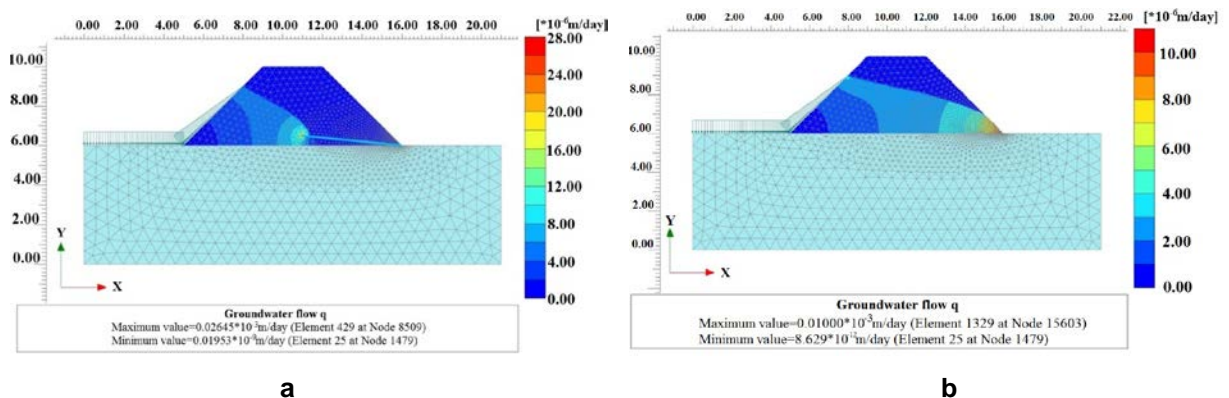 0.00 2.00 4.00 6.00 8.00 10.00 12.00 14.00 16.00 18.00 20.00
[*10⁻⁶m/day]
28.00
24.00
20.00
16.00
12.00
8.00
4.00
0.00
10.00
8.00
6.00
4.00
2.00
0.00
Y
X
Groundwater flow q
Maximum value=0.02645*10⁻³m/day (Element 429 at Node 8509)
Minimum value=0.01953*10⁻⁹m/day (Element 25 at Node 1479)
a
0.00 2.00 4.00 6.00 8.00 10.00 12.00 14.00 16.00 18.00 20.00 22.00
[*10⁻⁶m/day]
10.00
8.00
6.00
4.00
2.00
0.00
10.00
8.00
6.00
4.00
2.00
0.00
Y
X
Groundwater flow q
Maximum value=0.01000*10⁻³m/day (Element 1329 at Node 15603)
Minimum value=8.629*10⁻¹²m/day (Element 25 at Node 1479)
b